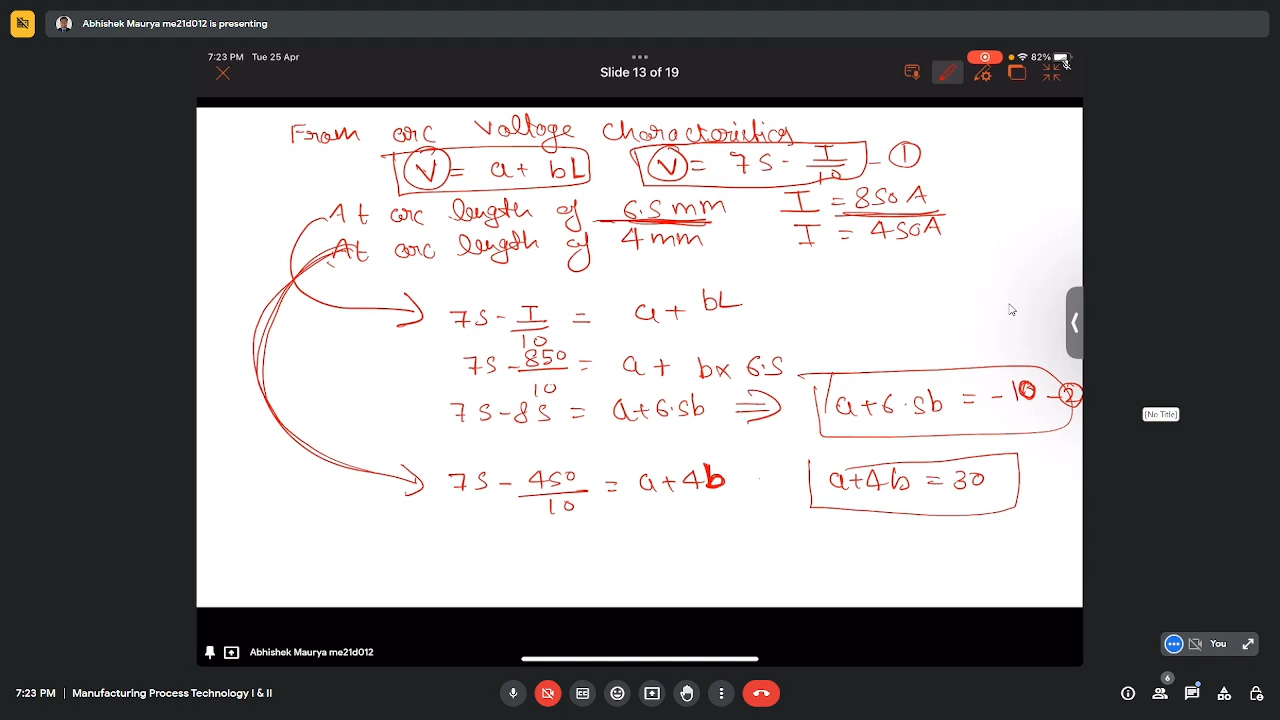 Abhishek Maurya me21d012 is presenting
7:23 PM Tue 25 Apr
82%
Slide 13 of 19
From arc voltage characteristics
V = a + bL V = 75 - I/10 - 1
At arc length of 6.5 mm I = 850A
At arc length of 4 mm I = 450A
75 - I/10 = a + bL
75 - 850/10 = a + b x 6.5
75 - 85 = a + 6.5b ⇒ a + 6.5b = -10 - 2
75 - 450/10 = a + 4b a + 4b = 30
[No Title]
Abhishek Maurya me21d012
You
7:23 PM | Manufacturing Process Technology I & II
6